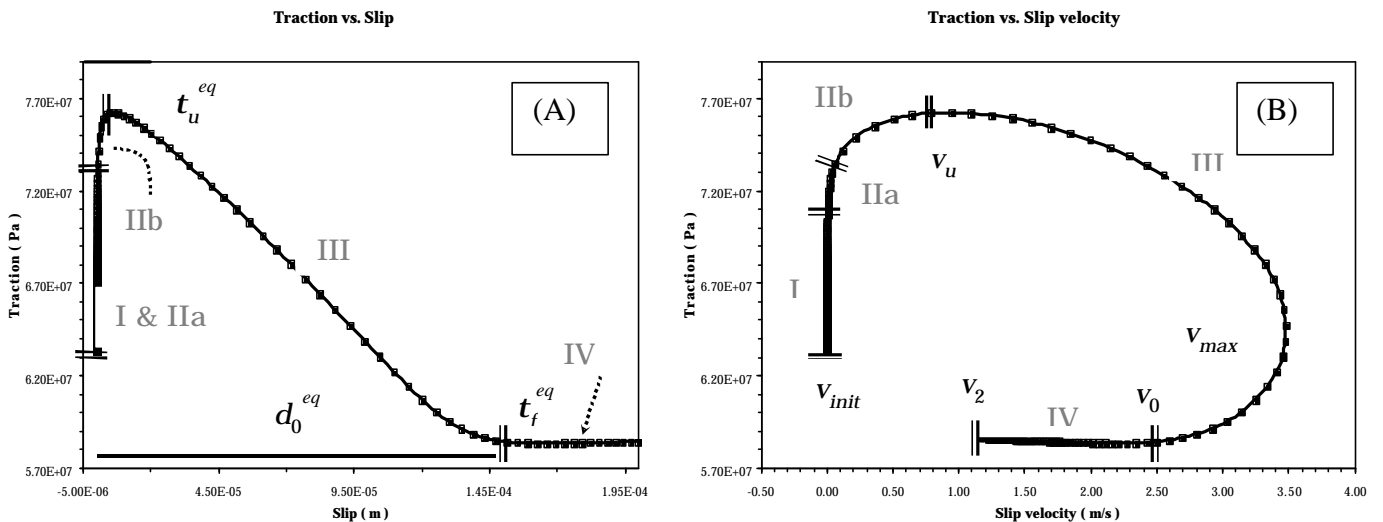 Traction vs. Slip
Traction ( Pa )
7.70E+07
7.20E+07
6.70E+07
6.20E+07
5.70E+07
-5.00E-06
4.50E-05
9.50E-05
1.45E-04
1.95E-04
Slip ( m )
(A)
t_u^eq
IIb
III
I & IIa
IV
d_0^eq
t_f^eq
Traction vs. Slip velocity
Traction ( Pa )
7.70E+07
7.20E+07
6.70E+07
6.20E+07
5.70E+07
-0.50
0.00
0.50
1.00
1.50
2.00
2.50
3.00
3.50
4.00
Slip velocity ( m/s )
(B)
IIb
v_u
III
IIa
I
v_max
v_init
v_2
v_0
IV